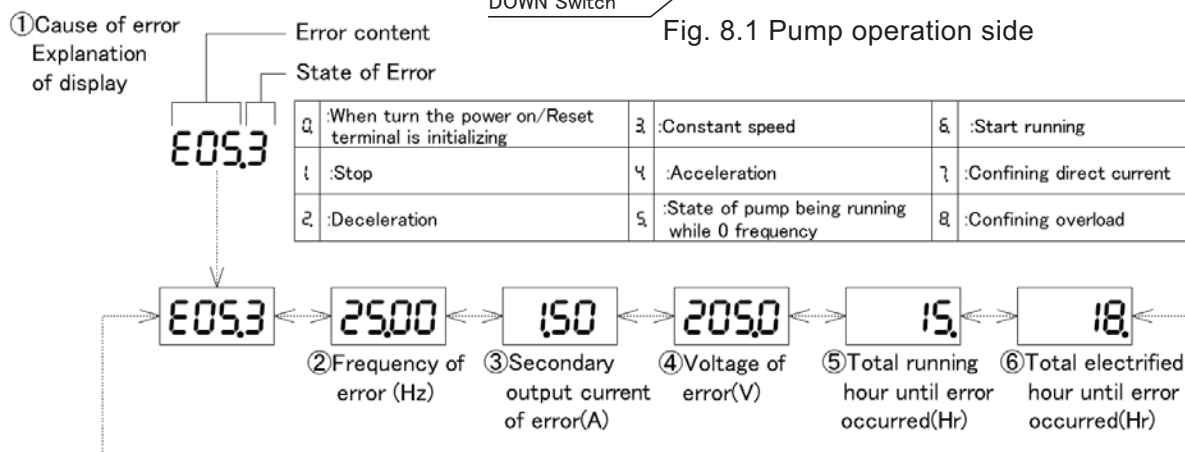 DOWN Switch
①Cause of error
Explanation
of display
Error content
State of Error
Fig. 8.1 Pump operation side
E05.3
0. :When turn the power on/Reset
terminal is initializing
3. :Constant speed
6. :Start running
1. :Stop
4. :Acceleration
7. :Confining direct current
2. :Deceleration
5. :State of pump being running
while 0 frequency
8. :Confining overload
E05.3
25.00
1.50
205.0
15.
18.
②Frequency of
error (Hz)
③Secondary
output current
of error(A)
④Voltage of
error(V)
⑤Total running
hour until error
occurred(Hr)
⑥Total electrified
hour until error
occurred(Hr)